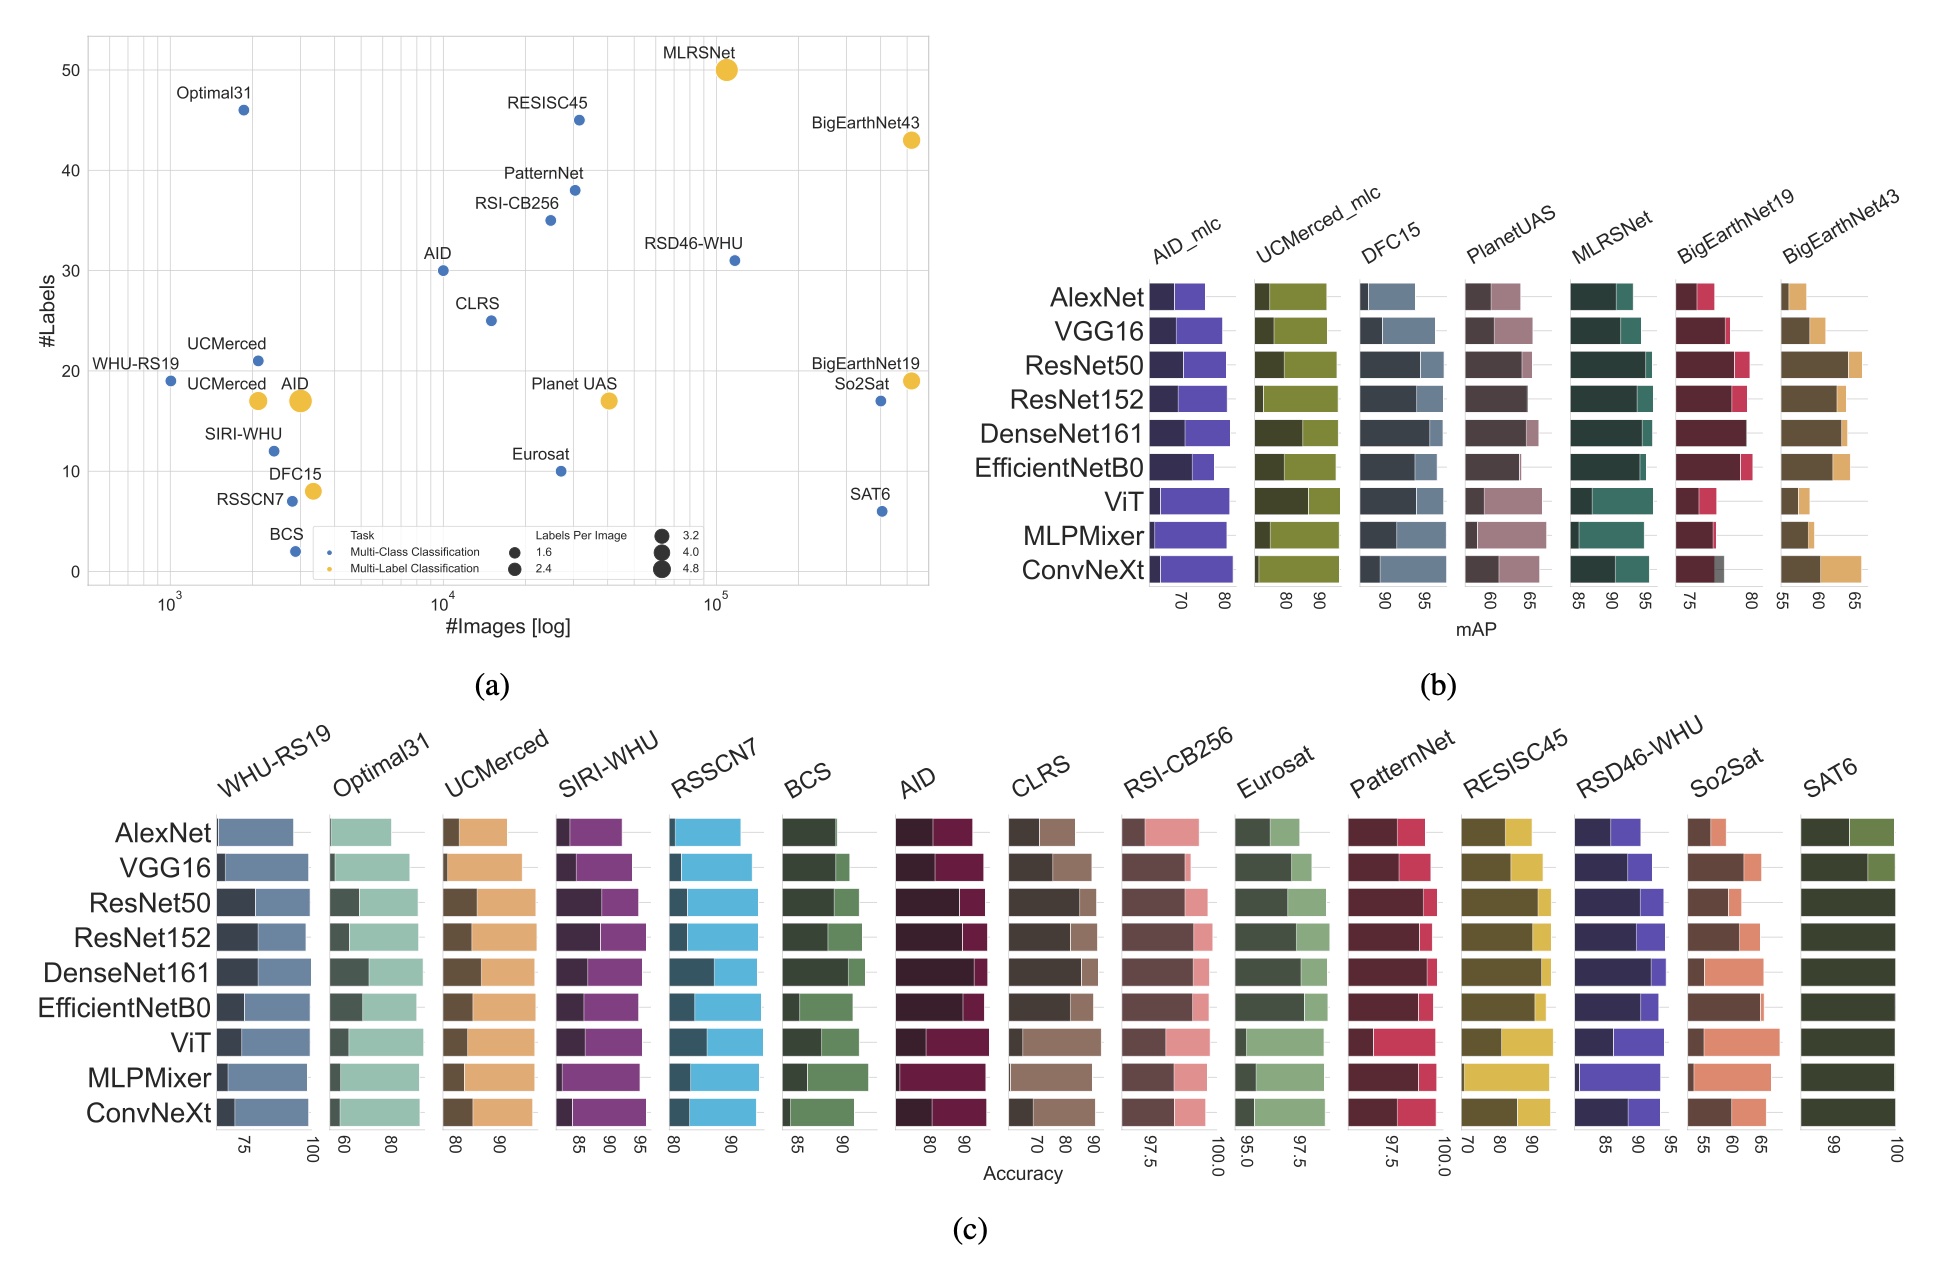 MLRSNet
50
Optimal31
RESISC45
BigEarthNet43
40
PatternNet
RSI-CB256
RSD46-WHU
AID
30
CLRS
#Labels
UCMerced
WHU-RS19
BigEarthNet19
20
UCMerced AID Planet UAS So2Sat
SIRI-WHU
Eurosat
10
DFC15
RSSCN7
SAT6
BCS
Task Labels Per Image 3.2
Multi-Class Classification 1.6 4.0
Multi-Label Classification 2.4 4.8
0
10^3 10^4 10^5
#Images [log]
(a)
AID_mlc UCMerced_mlc DFC15 PlanetUAS MLRSNet BigEarthNet19 BigEarthNet43
AlexNet
VGG16
ResNet50
ResNet152
DenseNet161
EfficientNetB0
ViT
MLPMixer
ConvNeXt
70 80 80 90 90 95 60 65 85 90 95 75 80 55 60 65
mAP
(b)
WHU-RS19 Optimal31 UCMerced SIRI-WHU RSSCN7 BCS AID CLRS RSI-CB256 Eurosat PatternNet RESISC45 RSD46-WHU So2Sat SAT6
AlexNet
VGG16
ResNet50
ResNet152
DenseNet161
EfficientNetB0
ViT
MLPMixer
ConvNeXt
75 100 60 80 80 90 85 90 95 80 90 85 90 80 90 70 80 90 97.5 100.0 95.0 97.5 97.5 100.0 70 80 90 85 90 95 55 60 65 99 100
Accuracy
(c)